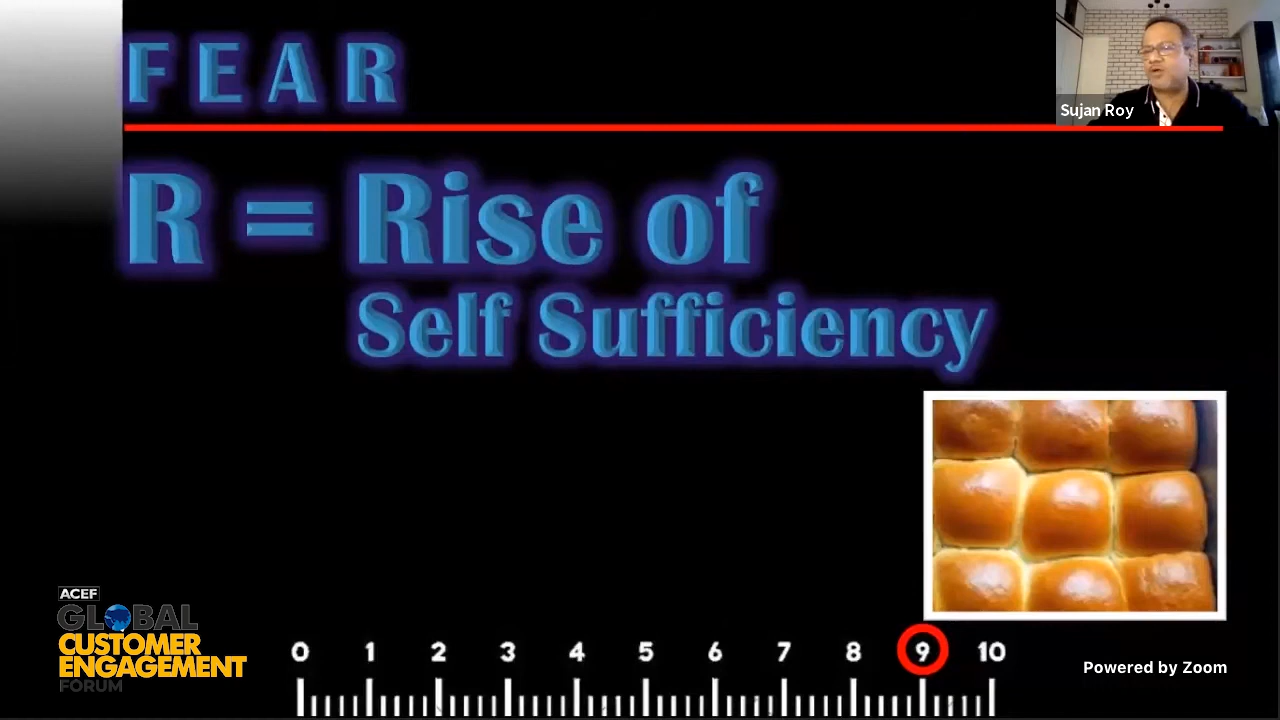 FEAR
Sujan Roy
R = Rise of
Self Sufficiency
ACEF
GLOBAL
CUSTOMER
ENGAGEMENT
FORUM
0 1 2 3 4 5 6 7 8 9 10
Powered by Zoom